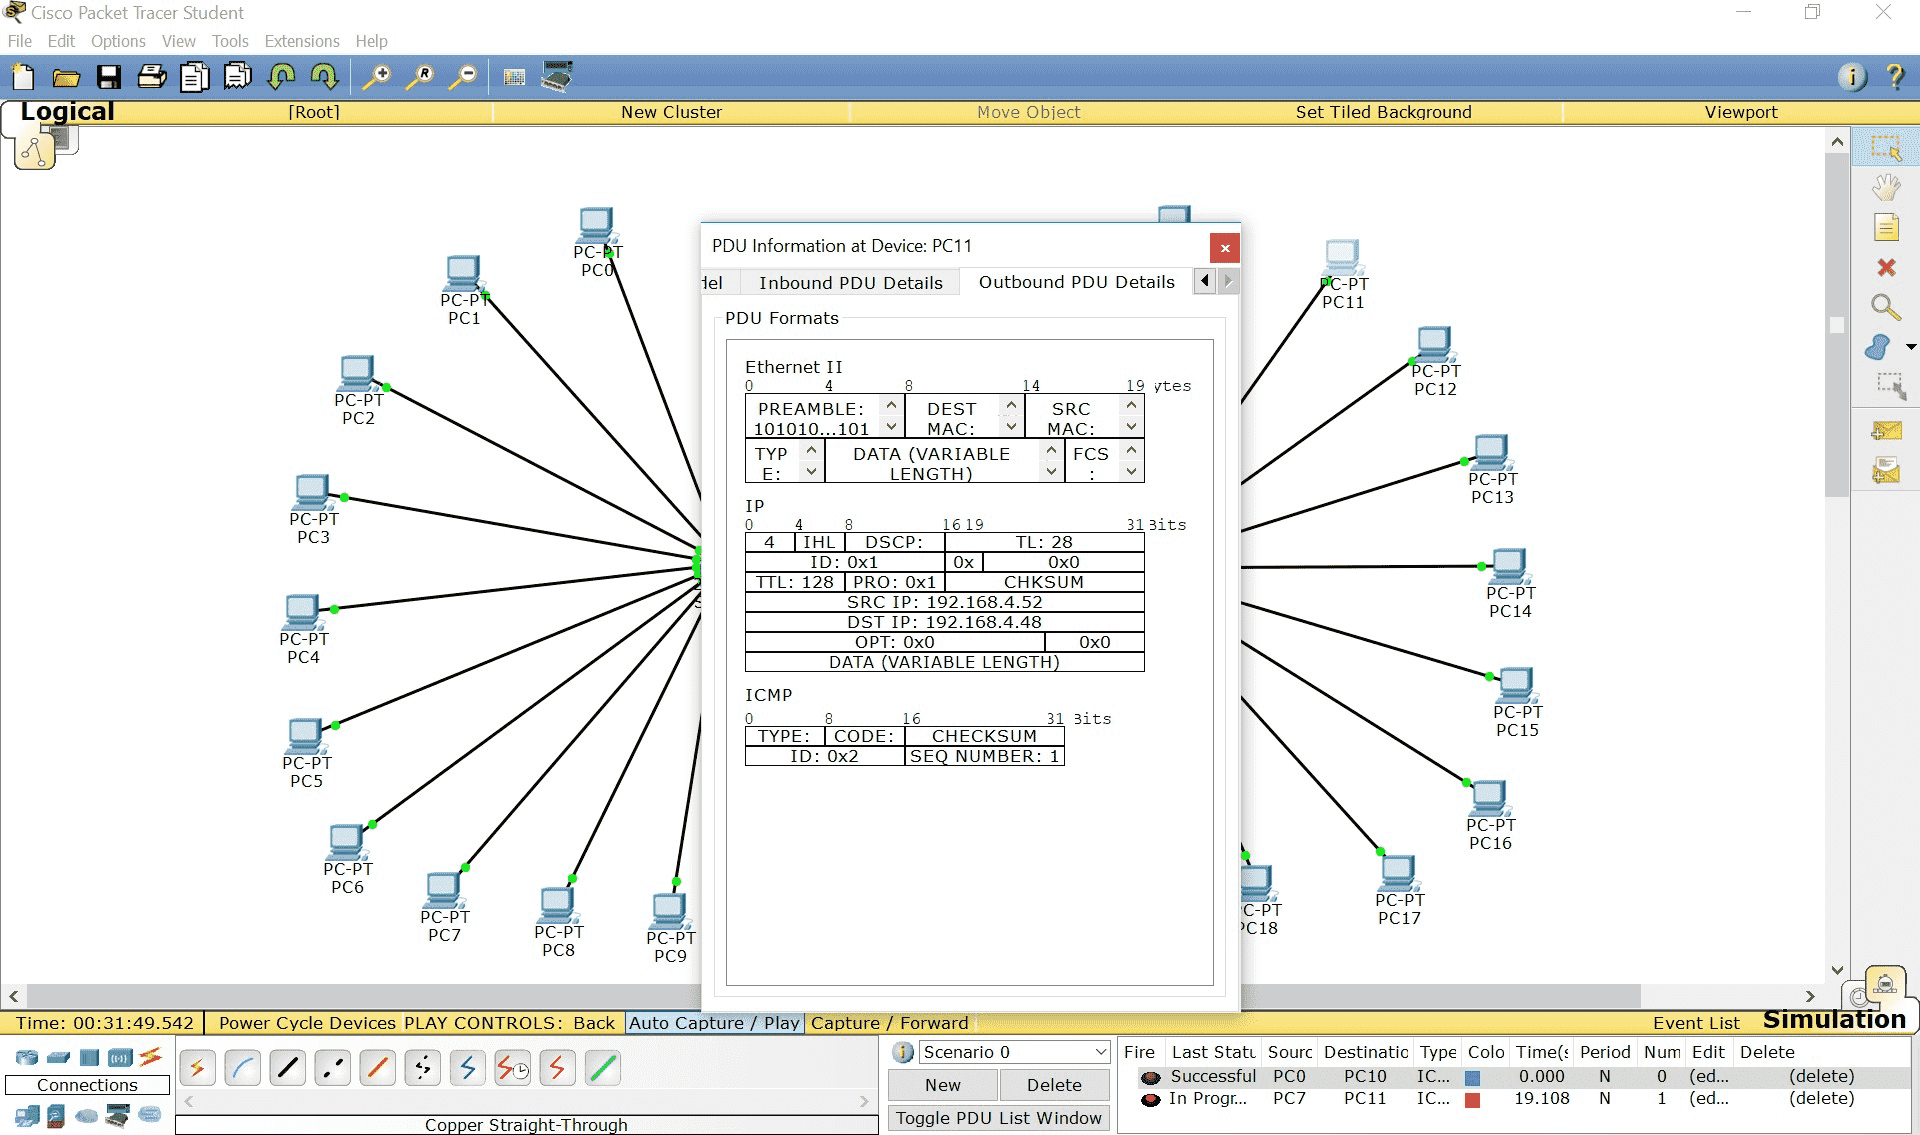 Cisco Packet Tracer Student
File Edit Options View Tools Extensions Help
Logical [Root] New Cluster Move Object Set Tiled Background Viewport
PC-PT
PC0
PC-PT
PC1
PC-PT
PC2
PC-PT
PC3
PC-PT
PC4
PC-PT
PC5
PC-PT
PC6
PC-PT
PC7
PC-PT
PC8
PC-PT
PC9
PDU Information at Device: PC11
del Inbound PDU Details Outbound PDU Details
PDU Formats
Ethernet II
0 4 8 14 19 ytes
PREAMBLE: DEST SRC
101010...101 MAC: MAC:
TYP DATA (VARIABLE FCS
E: LENGTH) :
IP
0 4 8 16 19 31 Bits
4 IHL DSCP: TL: 28
ID: 0x1 0x 0x0
TTL: 128 PRO: 0x1 CHKSUM
SRC IP: 192.168.4.52
DST IP: 192.168.4.48
OPT: 0x0 0x0
DATA (VARIABLE LENGTH)
ICMP
0 8 16 31 Bits
TYPE: CODE: CHECKSUM
ID: 0x2 SEQ NUMBER: 1
C-PT
PC11
PC-PT
PC12
PC-PT
PC13
PC-PT
PC14
PC-PT
PC15
PC-PT
PC16
PC-PT
PC17
C-PT
PC18
Time: 00:31:49.542 Power Cycle Devices PLAY CONTROLS: Back Auto Capture / Play Capture / Forward Event List Simulation
Connections
Copper Straight-Through
Scenario 0
New Delete
Toggle PDU List Window
Fire Last Statu Sourc Destinatic Type Colo Time(s Period Num Edit Delete
Successful PC0 PC10 IC... 0.000 N 0 (ed... (delete)
In Progr... PC7 PC11 IC... 19.108 N 1 (ed... (delete)